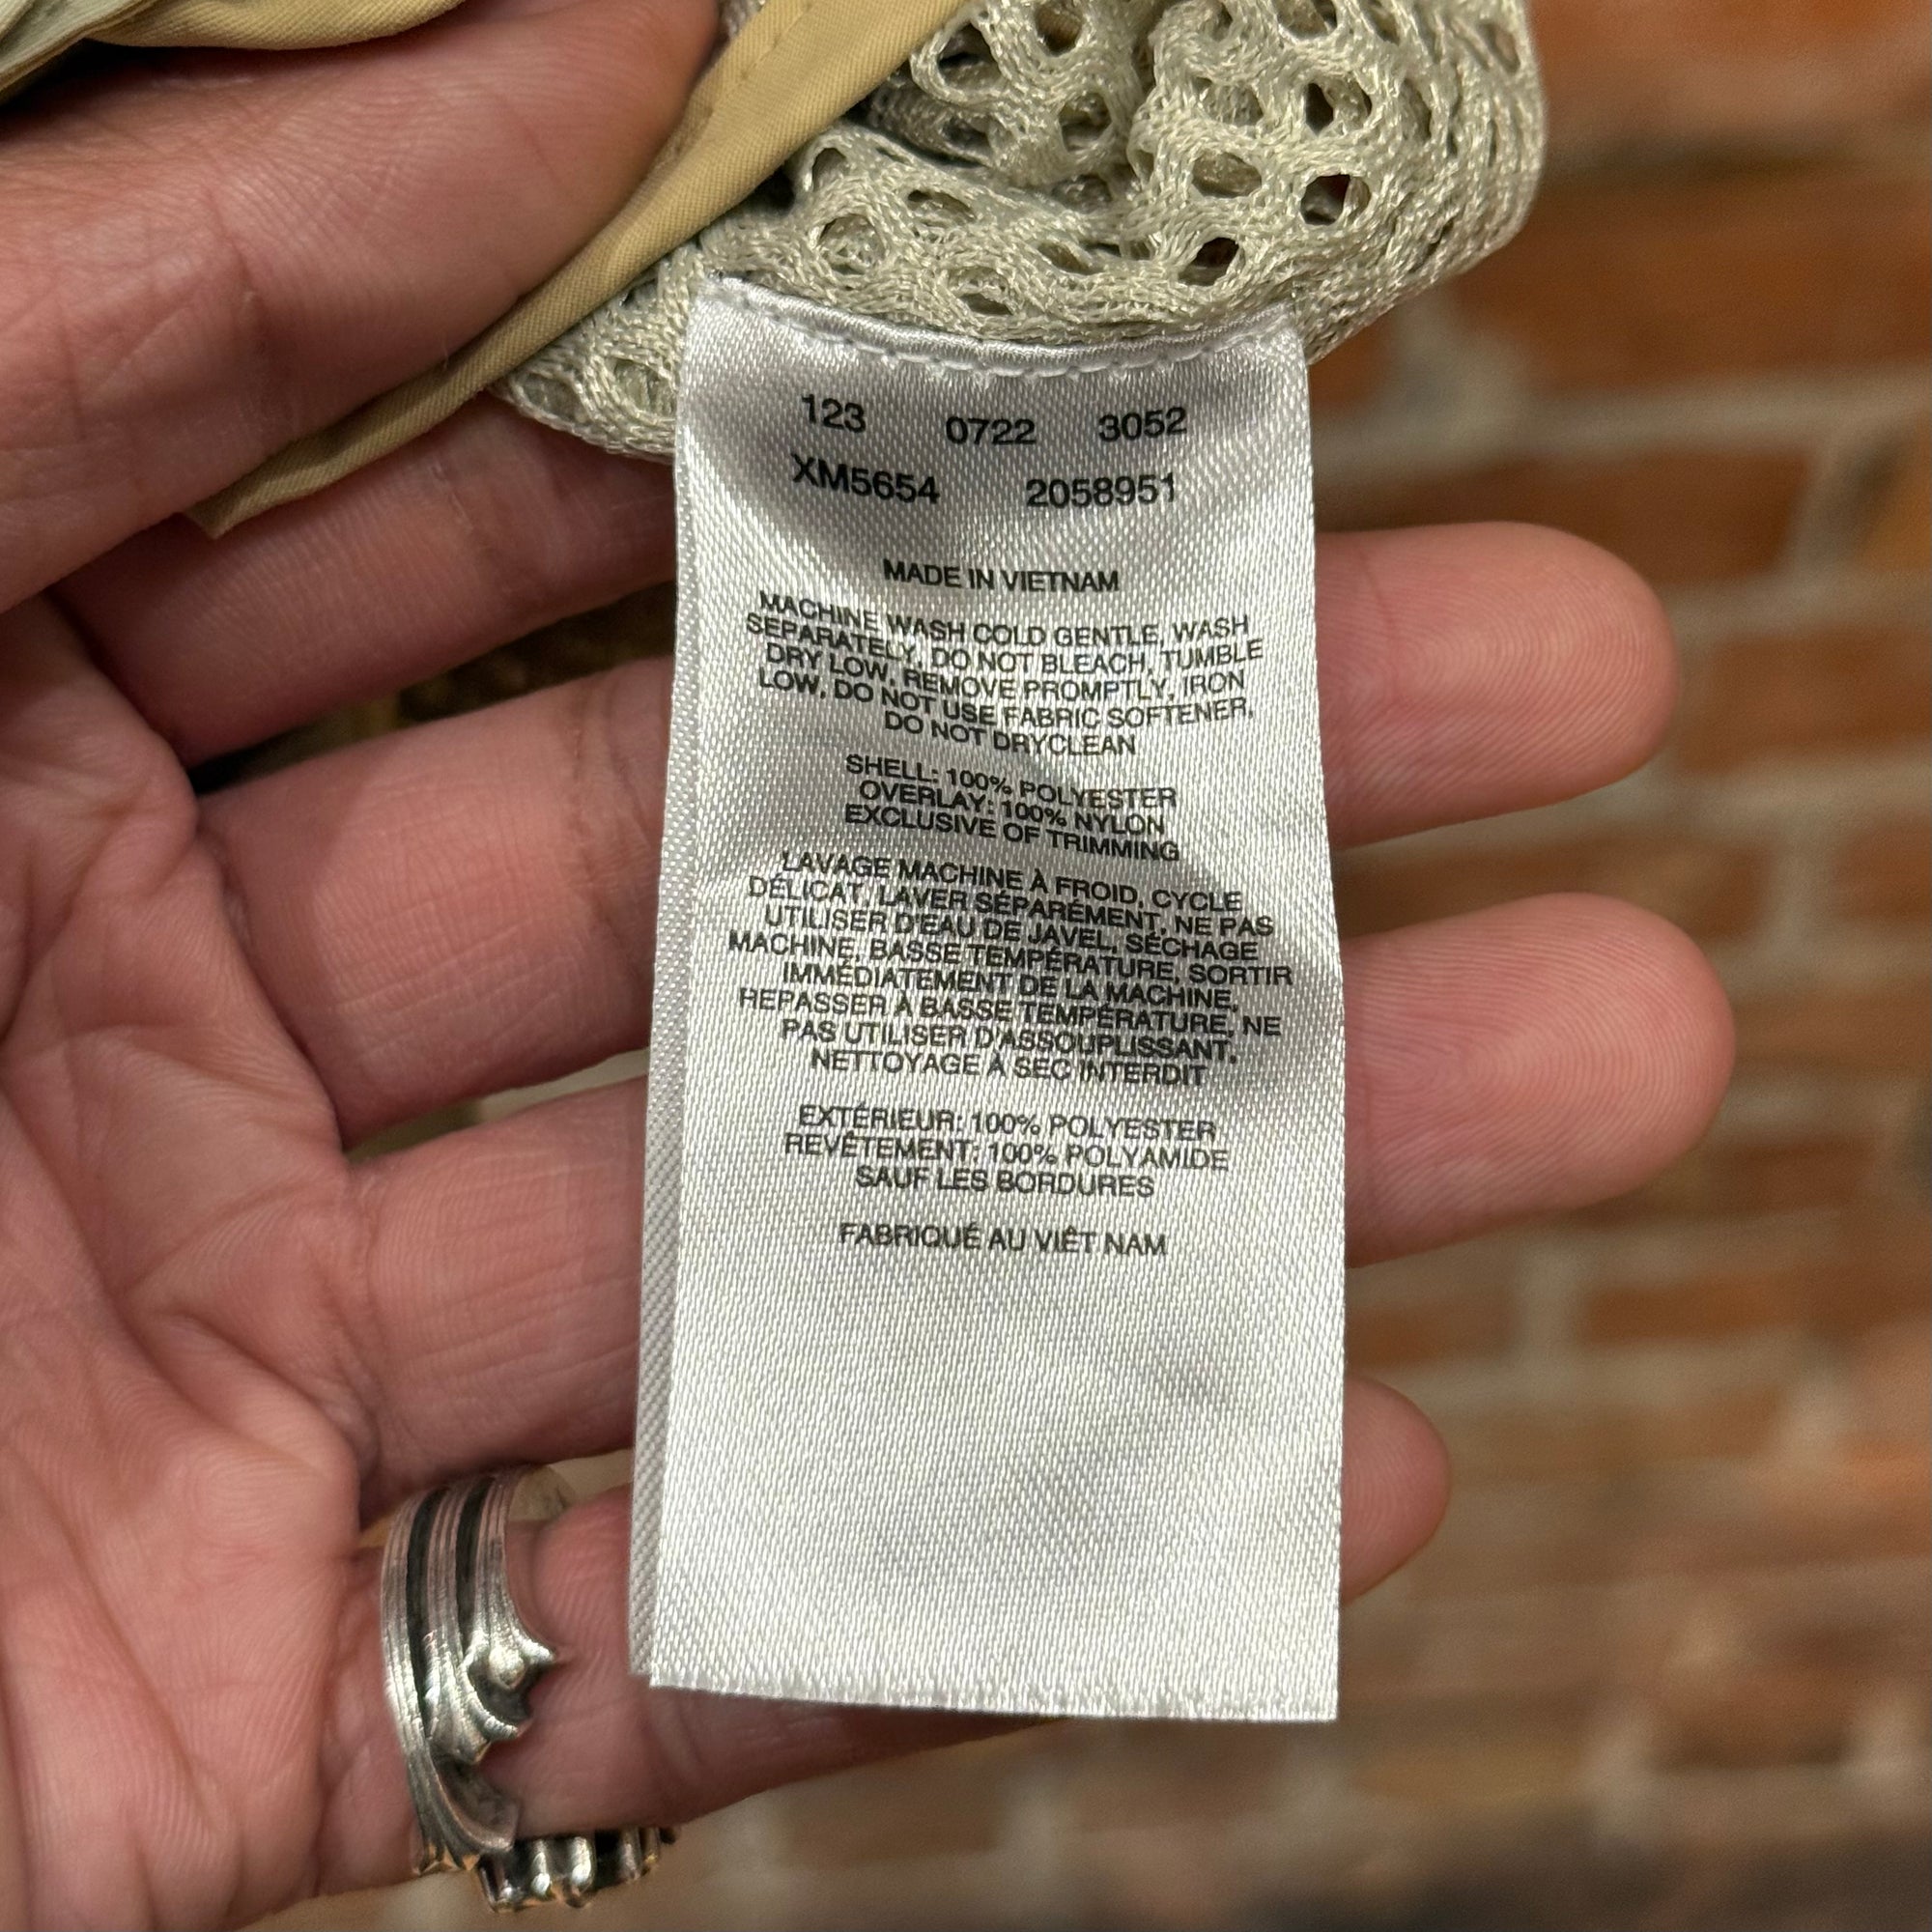 123 0722 3052
XM5654 2058951
MADE IN VIETNAM
MACHINE WASH COLD GENTLE, WASH
SEPARATELY, DO NOT BLEACH, TUMBLE
DRY LOW, REMOVE PROMPTLY, IRON
LOW, DO NOT USE FABRIC SOFTENER,
DO NOT DRYCLEAN
SHELL: 100% POLYESTER
OVERLAY: 100% NYLON
EXCLUSIVE OF TRIMMING
LAVAGE MACHINE À FROID, CYCLE
DÉLICAT, LAVER SÉPARÉMENT, NE PAS
UTILISER D'EAU DE JAVEL, SÉCHAGE
MACHINE, BASSE TEMPÉRATURE, SORTIR
IMMÉDIATEMENT DE LA MACHINE,
REPASSER À BASSE TEMPÉRATURE, NE
PAS UTILISER D'ASSOUPLISSANT,
NETTOYAGE À SEC INTERDIT
EXTÉRIEUR: 100% POLYESTER
REVÊTEMENT: 100% POLYAMIDE
SAUF LES BORDURES
FABRIQUÉ AU VIÊT NAM